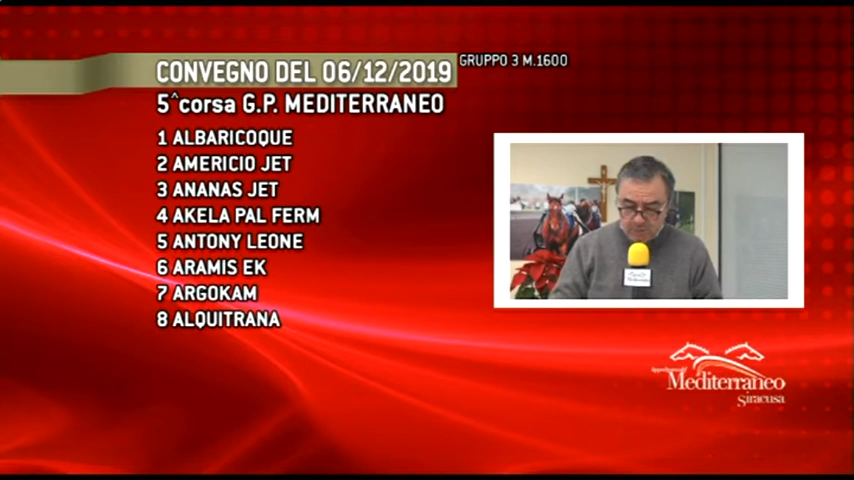 CONVEGNO DEL 06/12/2019
GRUPPO 3 M.1600
5^corsa G.P. MEDITERRANEO
1 ALBARICOQUE
2 AMERICIO JET
3 ANANAS JET
4 AKELA PAL FERM
5 ANTONY LEONE
6 ARAMIS EK
7 ARGOKAM
8 ALQUITRANA
Mediterraneo
Siracusa